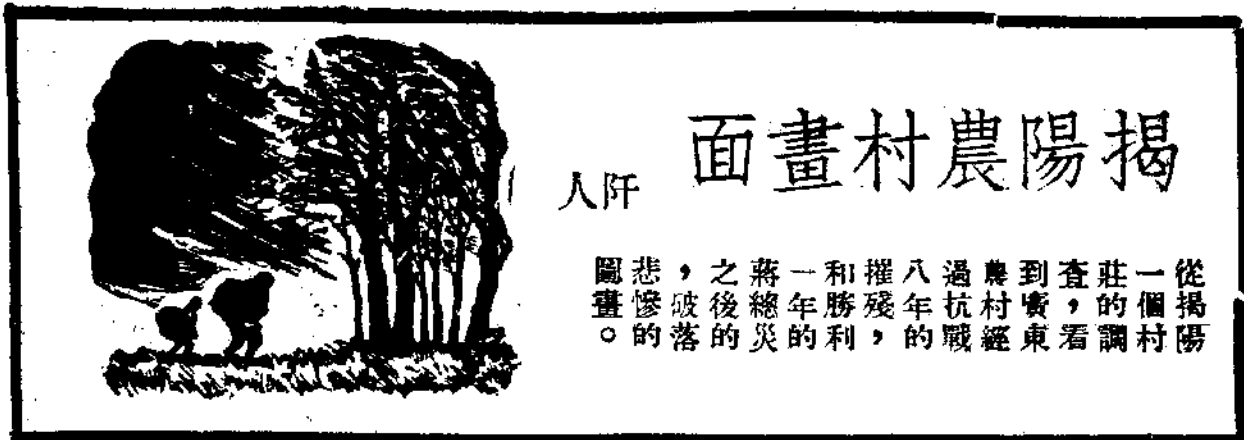 揭陽農村畫面
阡人
從揭陽
一個村
莊的調
查，看
到廣東
農村經
過抗戰
八年的
摧殘，
和勝利
一年的
蔣總災
之後的
，破落
悲慘的
圖畫。